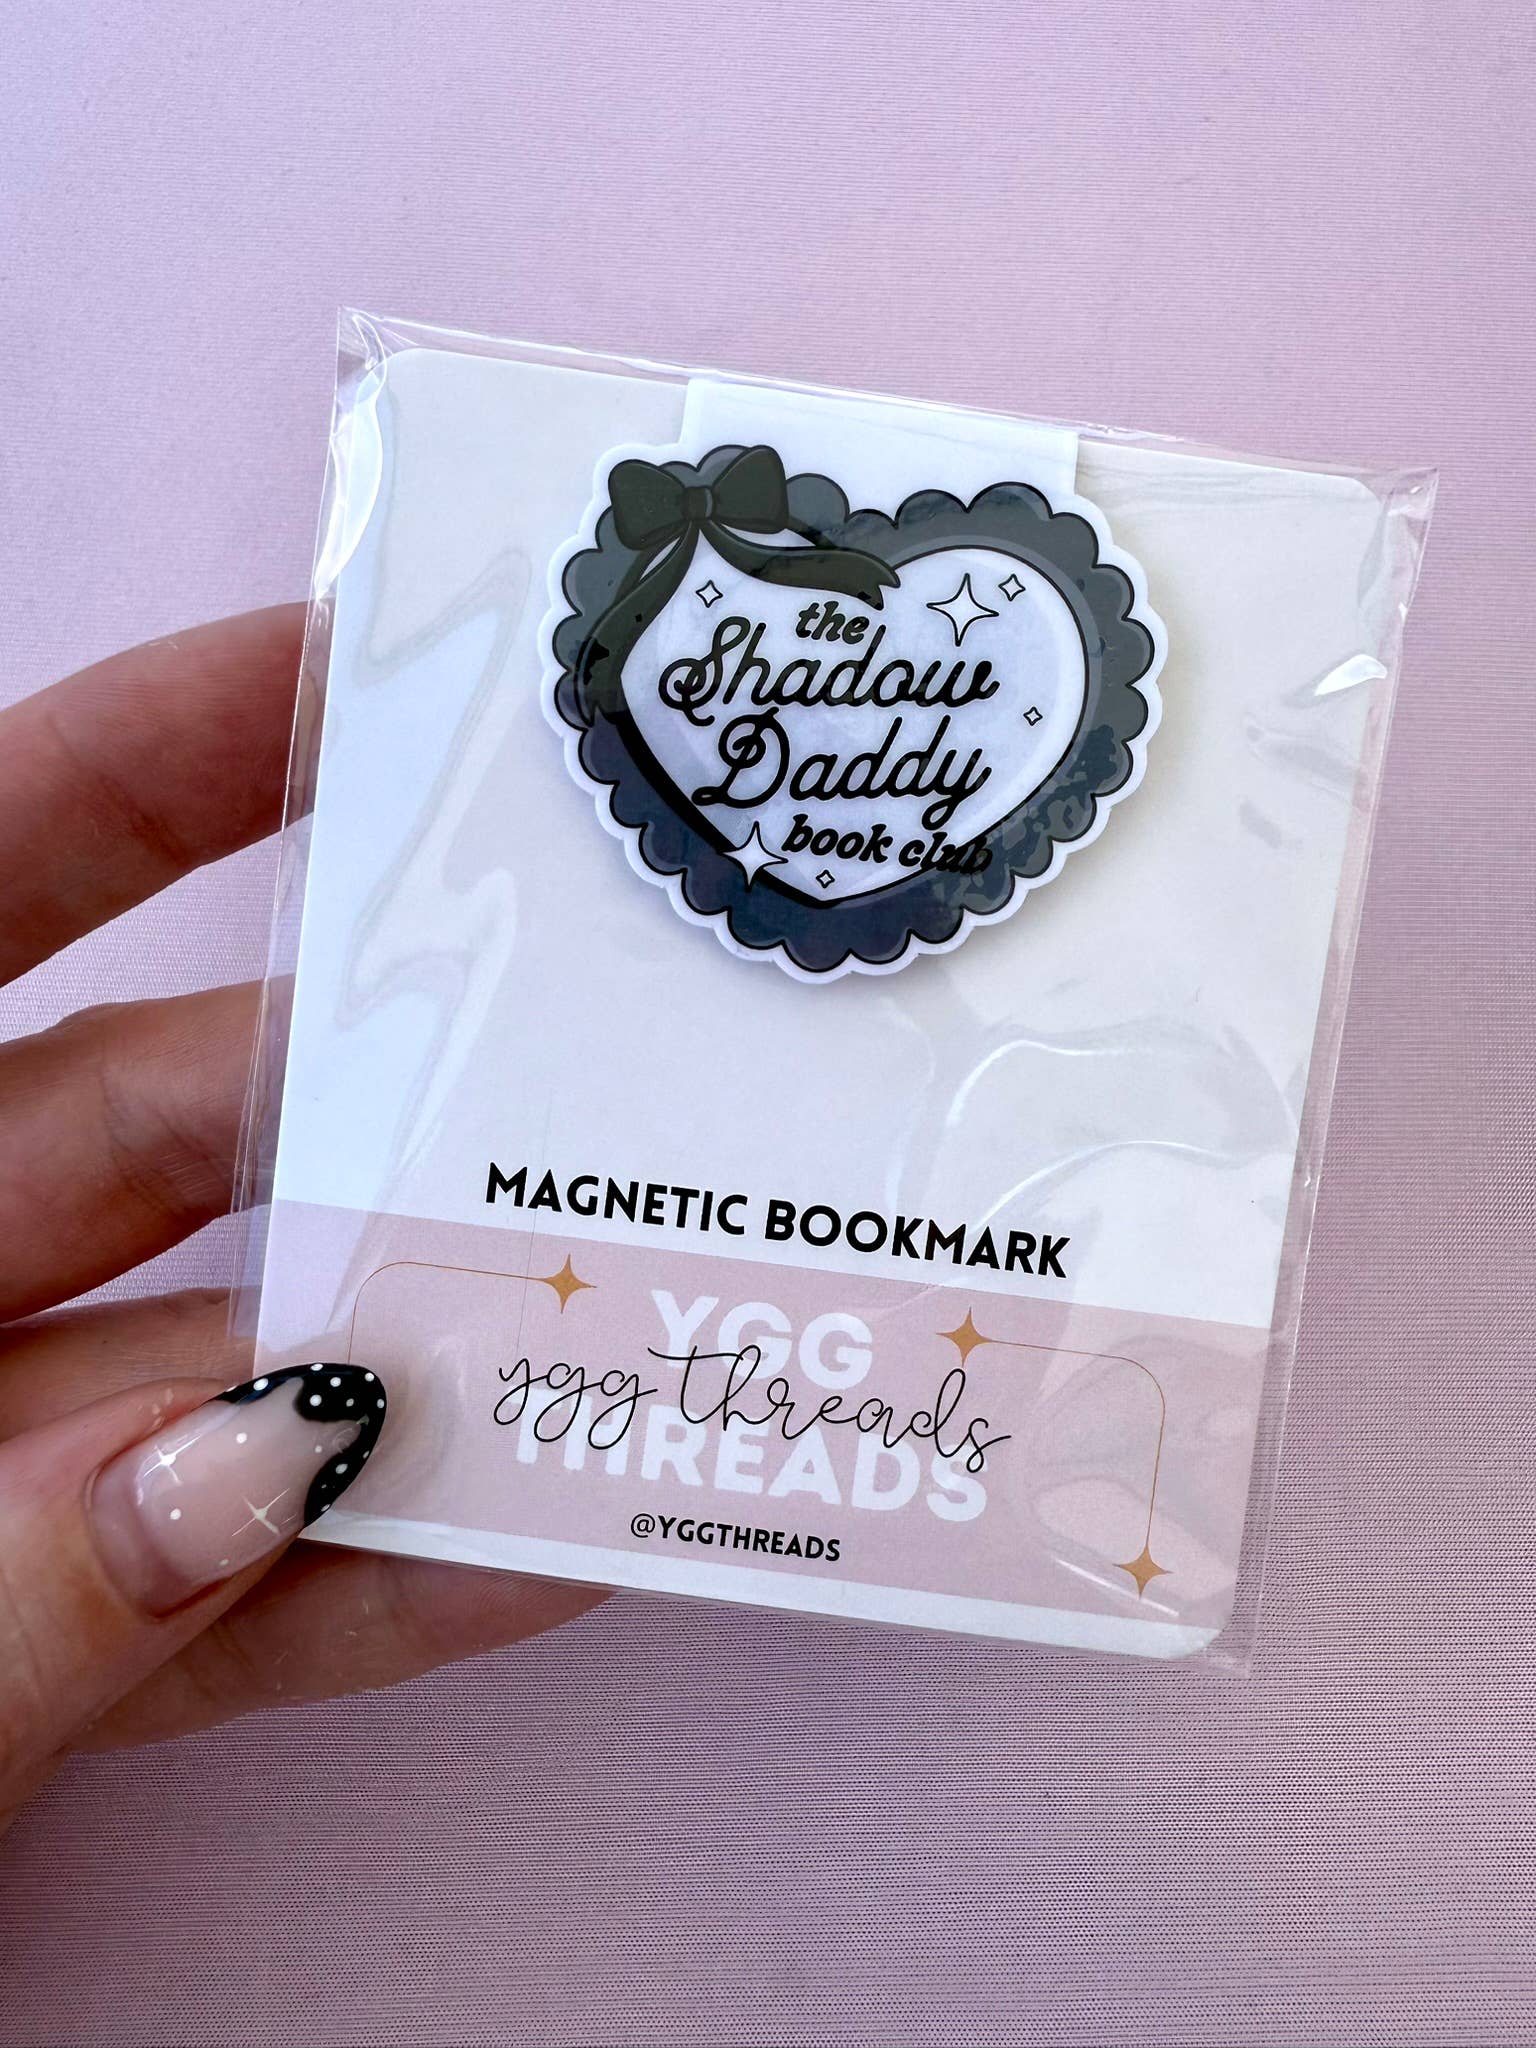 the
Shadow
Daddy
book club
MAGNETIC BOOKMARK
YGG
ygg threads
THREADS
@YGGTHREADS